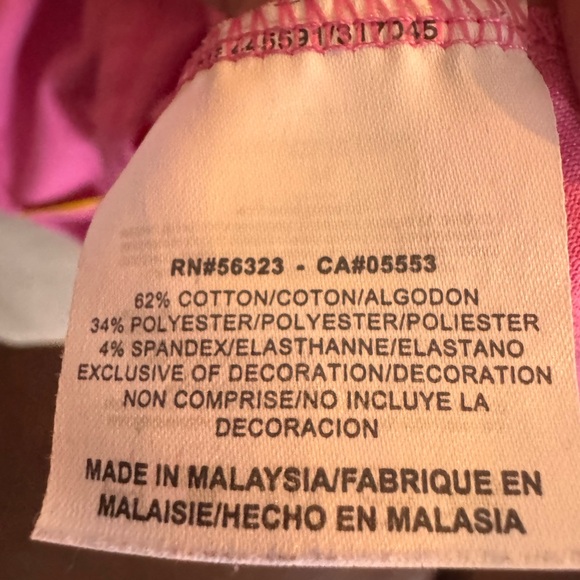 RN#56323 - CA#05553
62% COTTON/COTON/ALGODON
34% POLYESTER/POLYESTER/POLIESTER
4% SPANDEX/ELASTHANNE/ELASTANO
EXCLUSIVE OF DECORATION/DECORATION
NON COMPRISE/NO INCLUYE LA
DECORACION
MADE IN MALAYSIA/FABRIQUE EN
MALAISIE/HECHO EN MALASIA